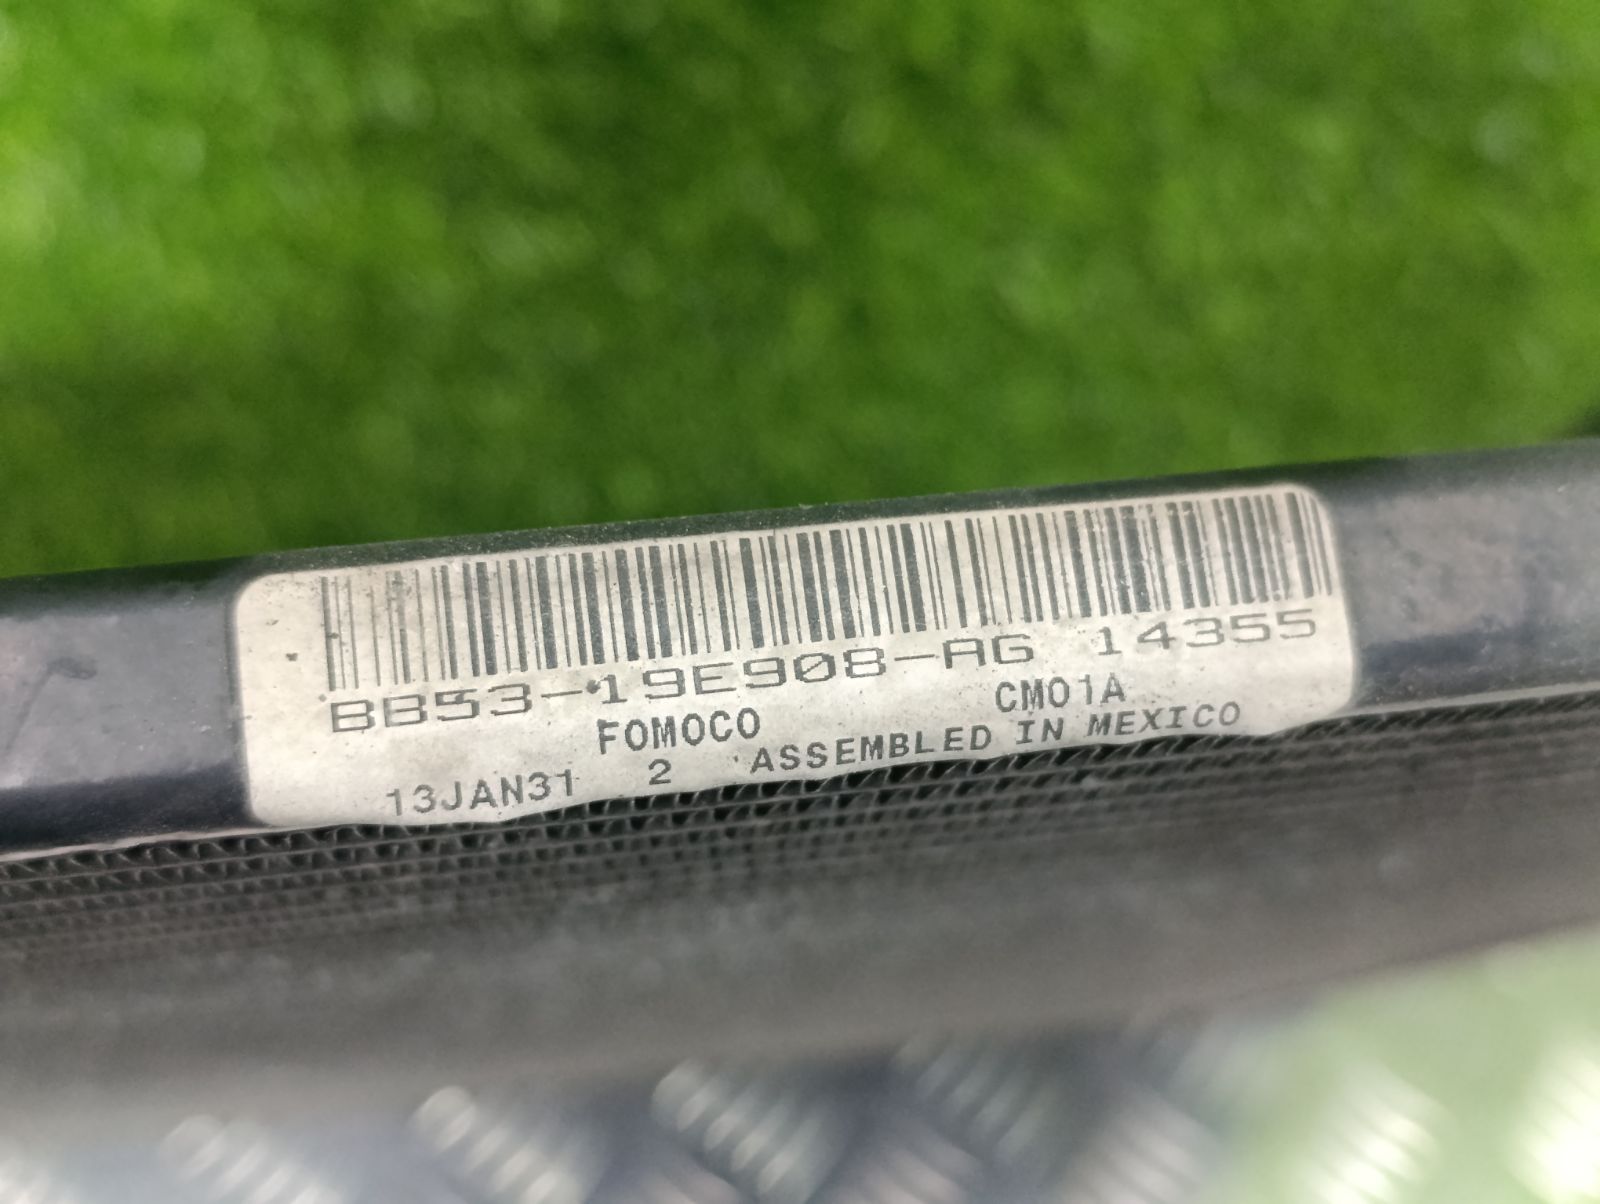 BB53-19E908-AG 14355
FOMOCO CM01A
13JAN31 2 ASSEMBLED IN MEXICO